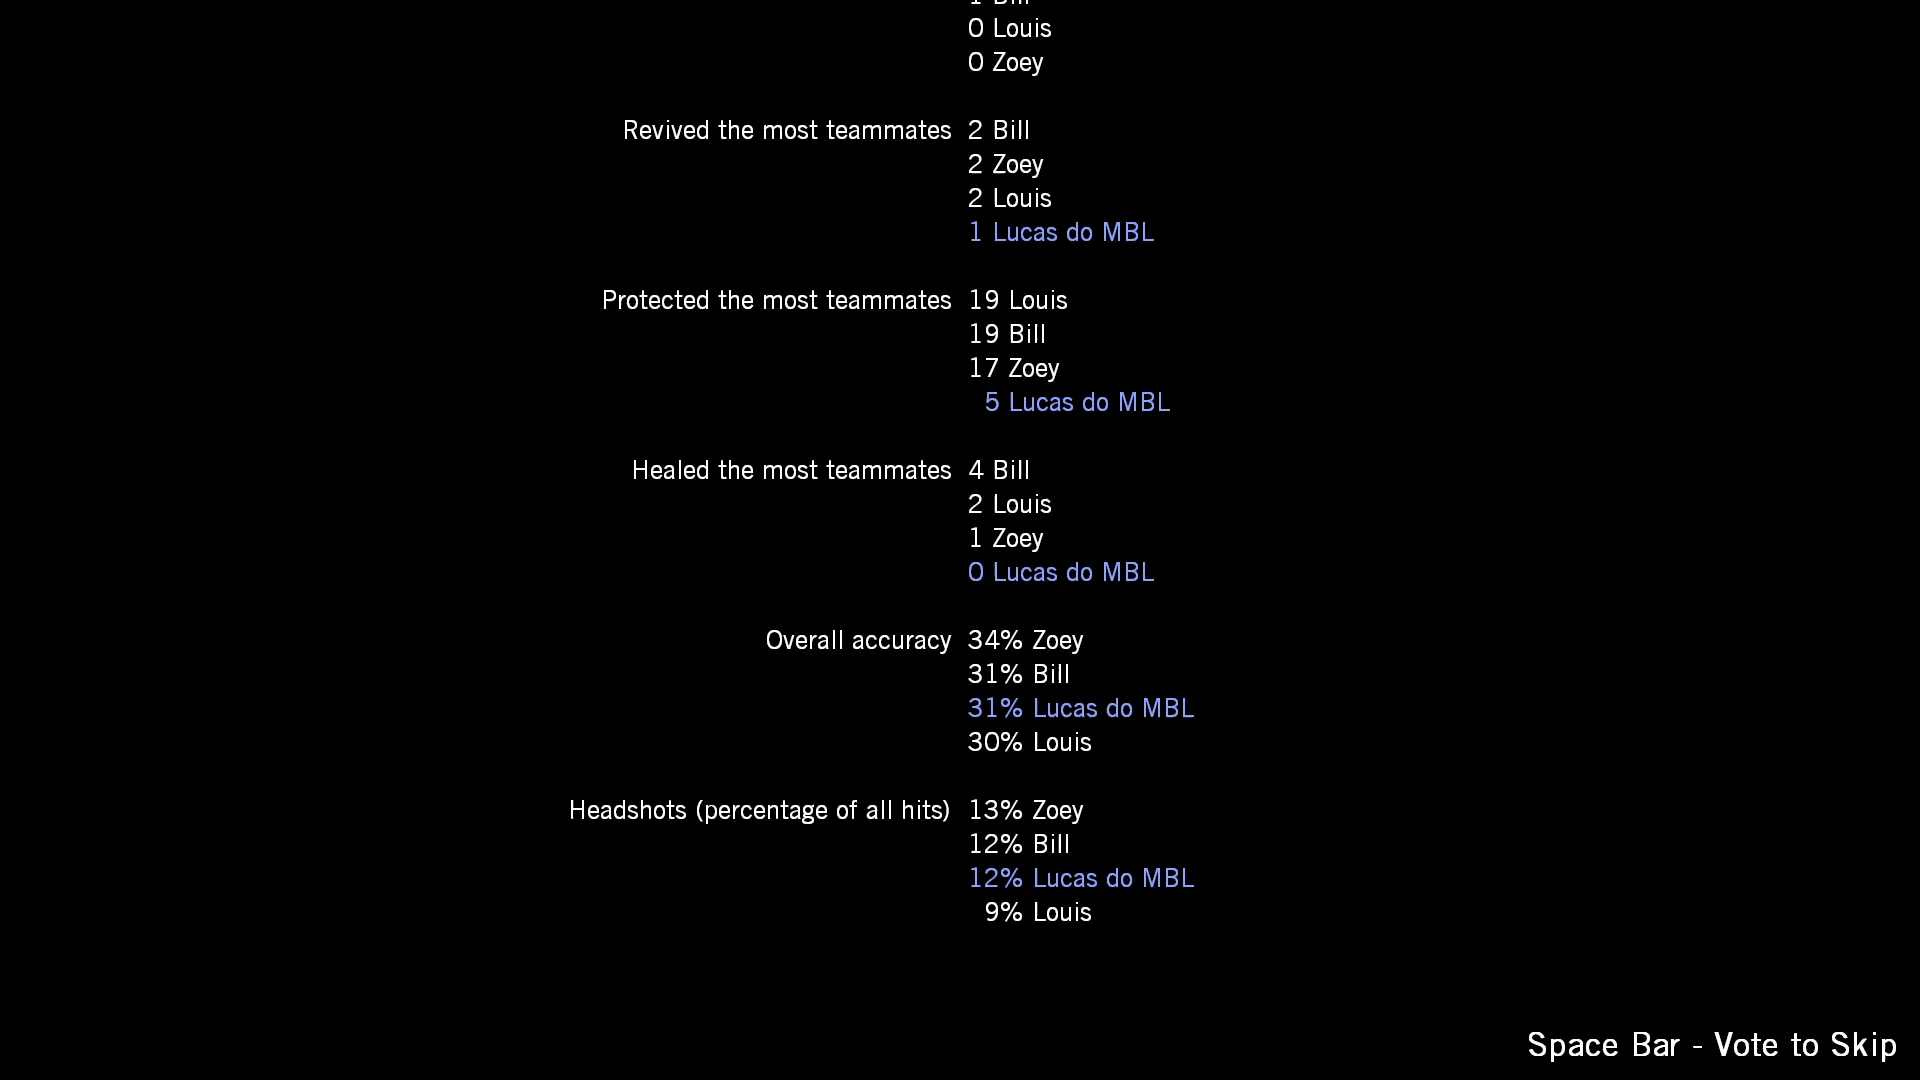 1 Bill
0 Louis
0 Zoey
Revived the most teammates 2 Bill
2 Zoey
2 Louis
1 Lucas do MBL
Protected the most teammates 19 Louis
19 Bill
17 Zoey
5 Lucas do MBL
Healed the most teammates 4 Bill
2 Louis
1 Zoey
0 Lucas do MBL
Overall accuracy 34% Zoey
31% Bill
31% Lucas do MBL
30% Louis
Headshots (percentage of all hits) 13% Zoey
12% Bill
12% Lucas do MBL
9% Louis
Space Bar - Vote to Skip